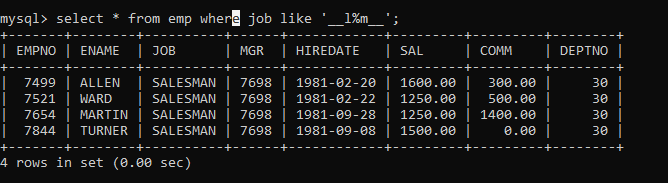 mysql> select * from emp where job like '__l%m__';
+-------+--------+----------+------+------------+---------+---------+--------+
| EMPNO | ENAME  | JOB      | MGR  | HIREDATE   | SAL     | COMM    | DEPTNO |
+-------+--------+----------+------+------------+---------+---------+--------+
|  7499 | ALLEN  | SALESMAN | 7698 | 1981-02-20 | 1600.00 |  300.00 |     30 |
|  7521 | WARD   | SALESMAN | 7698 | 1981-02-22 | 1250.00 |  500.00 |     30 |
|  7654 | MARTIN | SALESMAN | 7698 | 1981-09-28 | 1250.00 | 1400.00 |     30 |
|  7844 | TURNER | SALESMAN | 7698 | 1981-09-08 | 1500.00 |    0.00 |     30 |
+-------+--------+----------+------+------------+---------+---------+--------+
4 rows in set (0.00 sec)